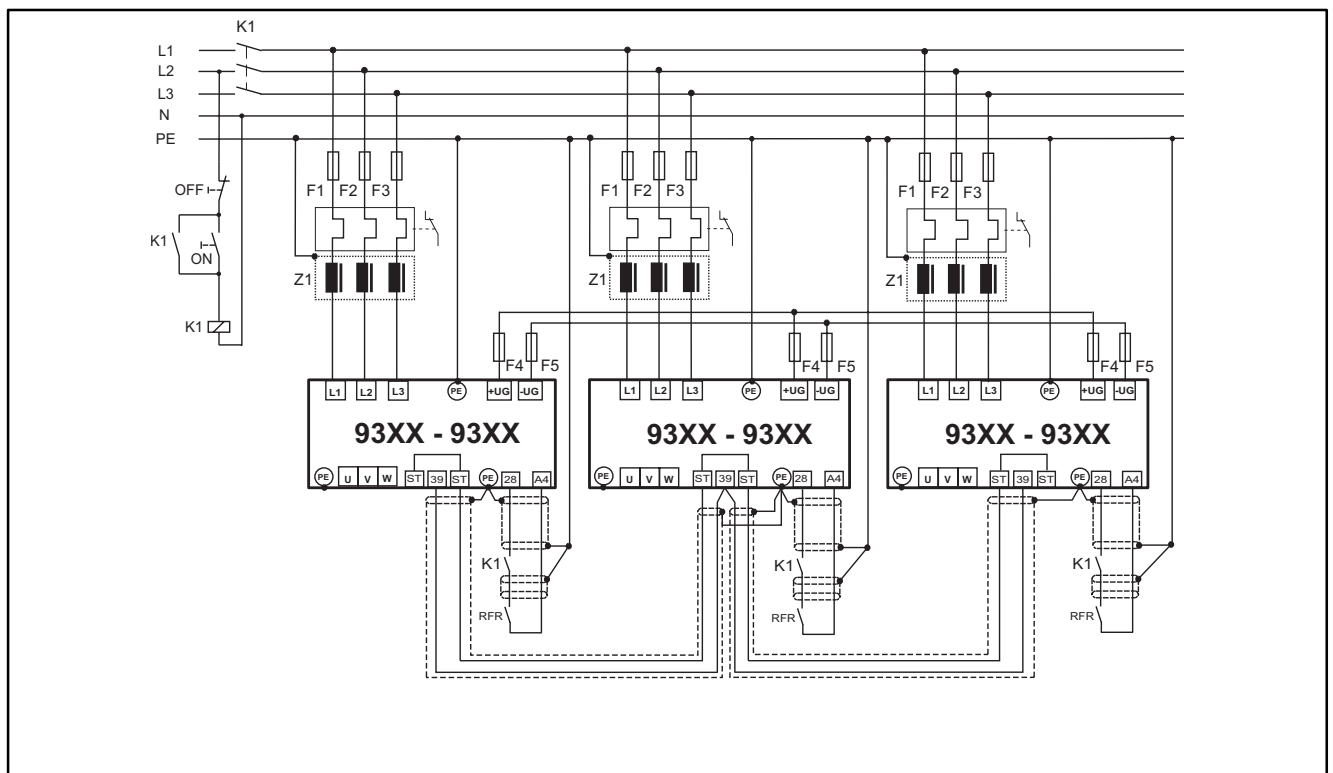 K1
L1
L2
L3
N
PE
OFF
F1 F2 F3
F1 F2 F3
F1 F2 F3
K1
ON
Z1
Z1
Z1
K1
F4 F5
F4 F5
F4 F5
L1 L2 L3 PE +UG -UG
L1 L2 L3 PE +UG -UG
L1 L2 L3 PE +UG -UG
93XX - 93XX
93XX - 93XX
93XX - 93XX
PE U V W ST 39 ST PE 28 A4
PE U V W ST 39 ST PE 28 A4
PE U V W ST 39 ST PE 28 A4
K1
K1
K1
RFR
RFR
RFR